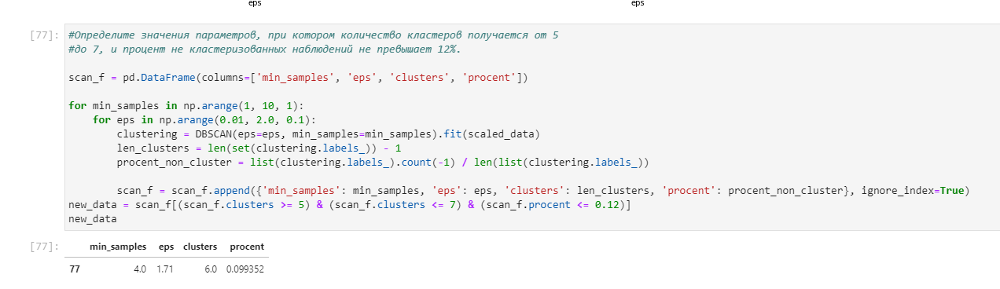 eps eps
[77]: #Определите значения параметров, при котором количество кластеров получается от 5
#до 7, и процент не кластеризованных наблюдений не превышает 12%.
scan_f = pd.DataFrame(columns=['min_samples', 'eps', 'clusters', 'procent'])
for min_samples in np.arange(1, 10, 1):
    for eps in np.arange(0.01, 2.0, 0.1):
        clustering = DBSCAN(eps=eps, min_samples=min_samples).fit(scaled_data)
        len_clusters = len(set(clustering.labels_)) - 1
        procent_non_cluster = list(clustering.labels_).count(-1) / len(list(clustering.labels_))
        scan_f = scan_f.append({'min_samples': min_samples, 'eps': eps, 'clusters': len_clusters, 'procent': procent_non_cluster}, ignore_index=True)
new_data = scan_f[(scan_f.clusters >= 5) & (scan_f.clusters <= 7) & (scan_f.procent <= 0.12)]
new_data
[77]: min_samples eps clusters procent
77 4.0 1.71 6.0 0.099352